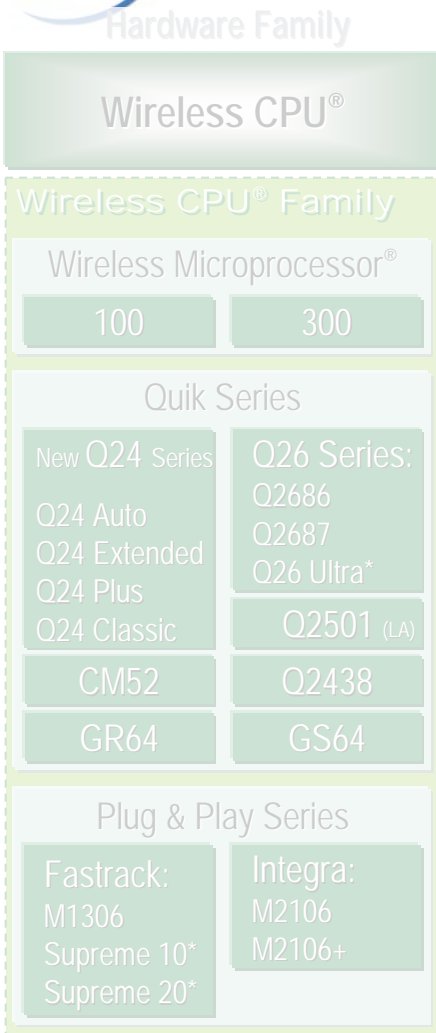 Hardware Family
Wireless CPU®
Wireless CPU® Family
Wireless Microprocessor®
100
300
Quik Series
New Q24 Series
Q24 Auto
Q24 Extended
Q24 Plus
Q24 Classic
Q26 Series:
Q2686
Q2687
Q26 Ultra*
Q2501 (LA)
CM52
Q2438
GR64
GS64
Plug & Play Series
Fastrack:
M1306
Supreme 10*
Supreme 20*
Integra:
M2106
M2106+